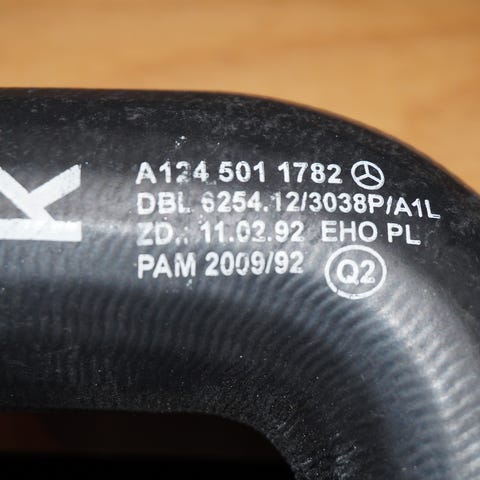 K
A124 501 1782
DBL 6254.12/3038P/A1L
ZD.: 11.02.92 EHO PL
PAM 2009/92 Q2